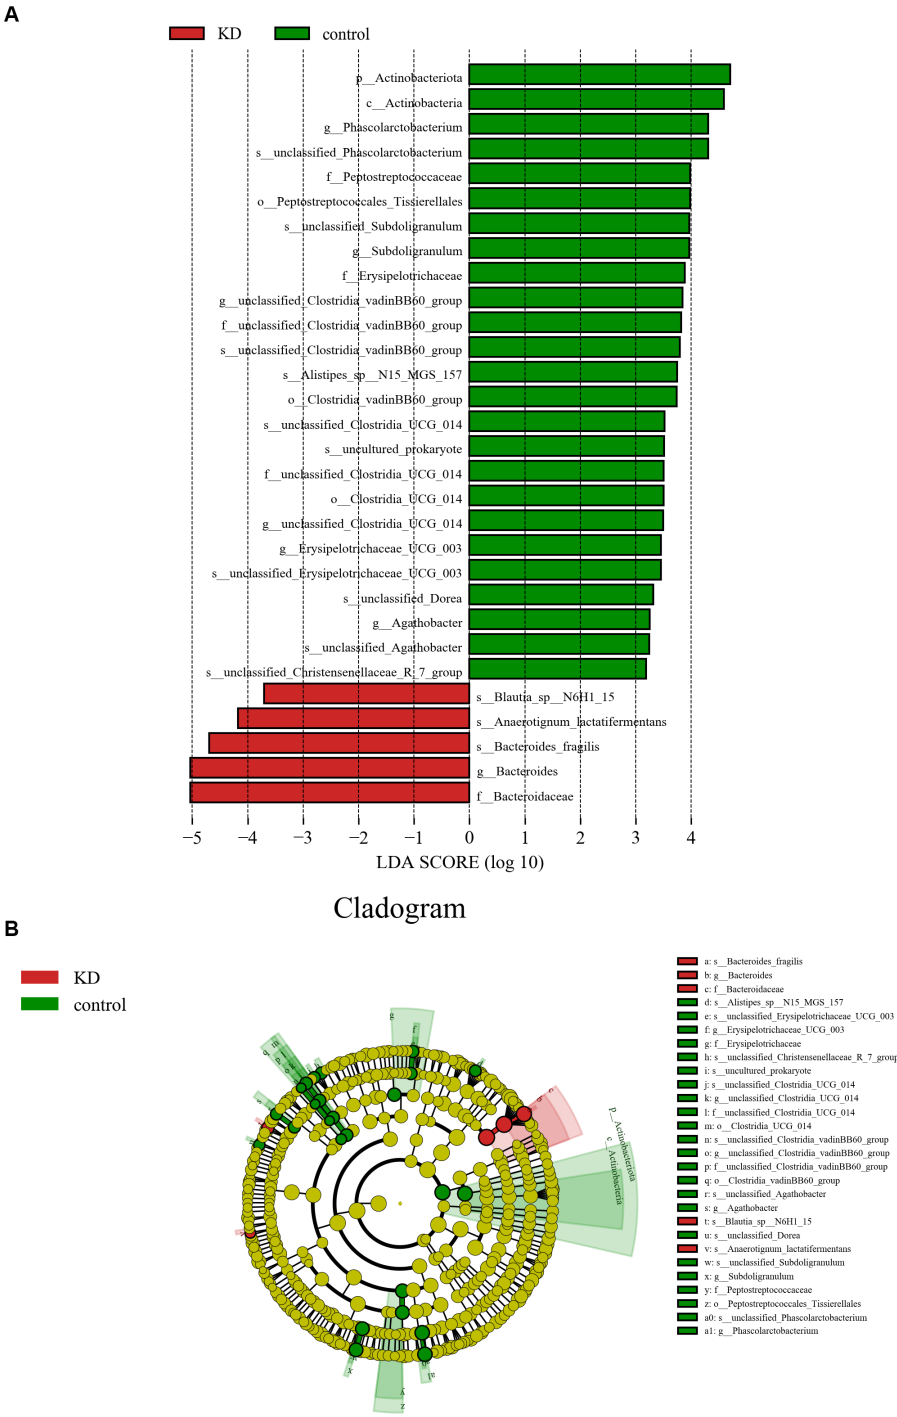 A
KD control
p__Actinobacteriota
c__Actinobacteria
g__Phascolarctobacterium
s__unclassified_Phascolarctobacterium
f__Peptostreptococcaceae
o__Peptostreptococcales_Tissierellales
s__unclassified_Subdoligranulum
g__Subdoligranulum
f__Erysipelotrichaceae
g__unclassified_Clostridia_vadinBB60_group
f__unclassified_Clostridia_vadinBB60_group
s__unclassified_Clostridia_vadinBB60_group
s__Alistipes_sp__N15_MGS_157
o__Clostridia_vadinBB60_group
s__unclassified_Clostridia_UCG_014
s__uncultured_prokaryote
f__unclassified_Clostridia_UCG_014
o__Clostridia_UCG_014
g__unclassified_Clostridia_UCG_014
g__Erysipelotrichaceae_UCG_003
s__unclassified_Erysipelotrichaceae_UCG_003
s__unclassified_Dorea
g__Agathobacter
s__unclassified_Agathobacter
s__unclassified_Christensenellaceae_R_7_group
s__Blautia_sp__N6H1_15
s__Anaerotignum_lactatifermentans
s__Bacteroides_fragilis
g__Bacteroides
f__Bacteroidaceae
−5 −4 −3 −2 −1 0 1 2 3 4
LDA SCORE (log 10)
Cladogram
B
KD
control
p__Actinobacteriota
c__Actinobacteria
g
q
m
x
y
z
a: s__Bacteroides_fragilis
b: g__Bacteroides
c: f__Bacteroidaceae
d: s__Alistipes_sp__N15_MGS_157
e: s__unclassified_Erysipelotrichaceae_UCG_003
f: g__Erysipelotrichaceae_UCG_003
g: f__Erysipelotrichaceae
h: s__unclassified_Christensenellaceae_R_7_group
i: s__uncultured_prokaryote
j: s__unclassified_Clostridia_UCG_014
k: g__unclassified_Clostridia_UCG_014
l: f__unclassified_Clostridia_UCG_014
m: o__Clostridia_UCG_014
n: s__unclassified_Clostridia_vadinBB60_group
o: g__unclassified_Clostridia_vadinBB60_group
p: f__unclassified_Clostridia_vadinBB60_group
q: o__Clostridia_vadinBB60_group
r: s__unclassified_Agathobacter
s: g__Agathobacter
t: s__Blautia_sp__N6H1_15
u: s__unclassified_Dorea
v: s__Anaerotignum_lactatifermentans
w: s__unclassified_Subdoligranulum
x: g__Subdoligranulum
y: f__Peptostreptococcaceae
z: o__Peptostreptococcales_Tissierellales
a0: s__unclassified_Phascolarctobacterium
a1: g__Phascolarctobacterium